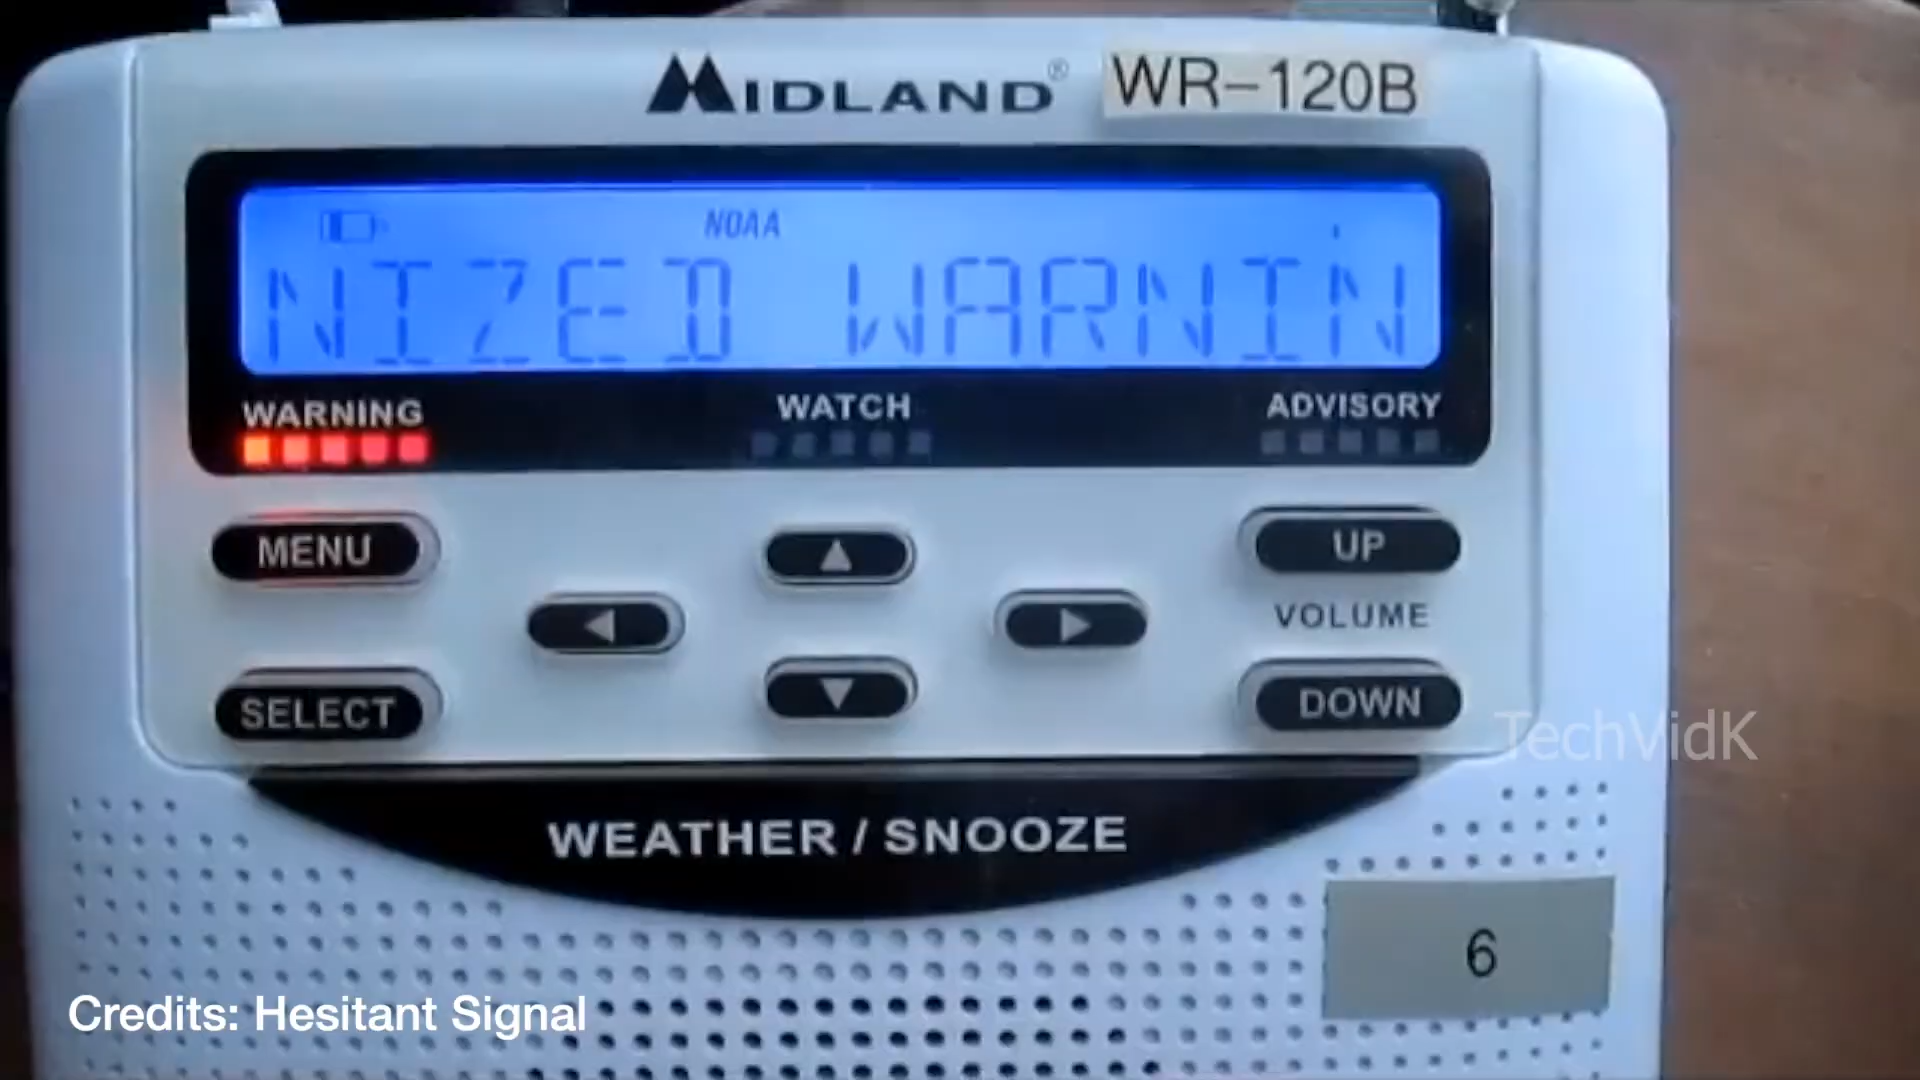 MIDLAND® WR-120B
NOAA
NIZED WARNIN
WARNING WATCH ADVISORY
MENU UP
VOLUME
SELECT DOWN
TechVidK
WEATHER / SNOOZE
6
Credits: Hesitant Signal